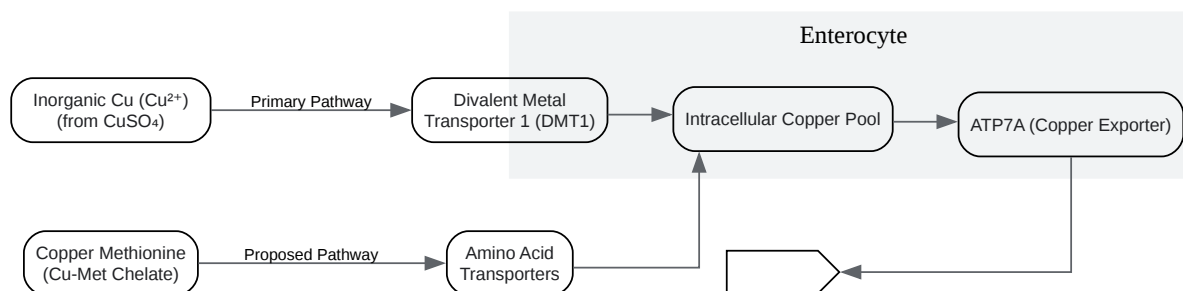 Enterocyte
Inorganic Cu (Cu²⁺)
(from CuSO₄)
Primary Pathway
Divalent Metal
Transporter 1 (DMT1)
Intracellular Copper Pool
ATP7A (Copper Exporter)
Copper Methionine
(Cu-Met Chelate)
Proposed Pathway
Amino Acid
Transporters